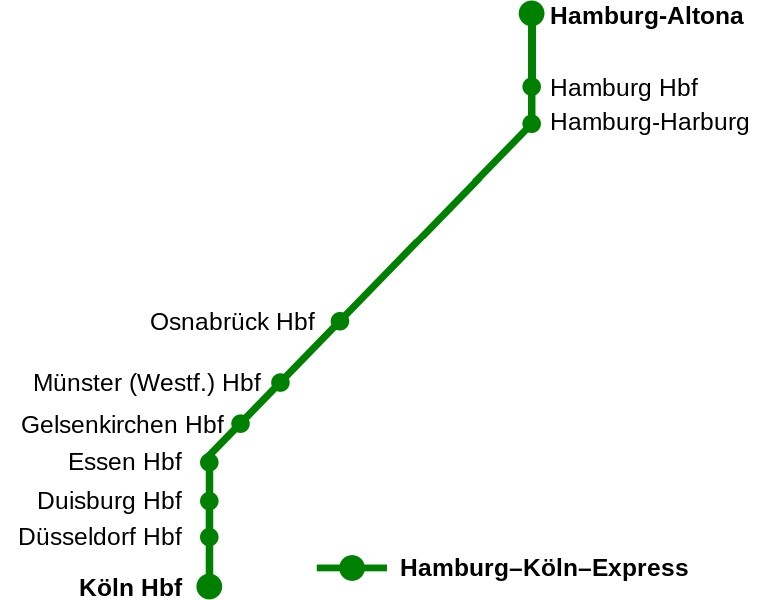 Hamburg-Altona
Hamburg Hbf
Hamburg-Harburg
Osnabrück Hbf
Münster (Westf.) Hbf
Gelsenkirchen Hbf
Essen Hbf
Duisburg Hbf
Düsseldorf Hbf
Köln Hbf
Hamburg–Köln–Express